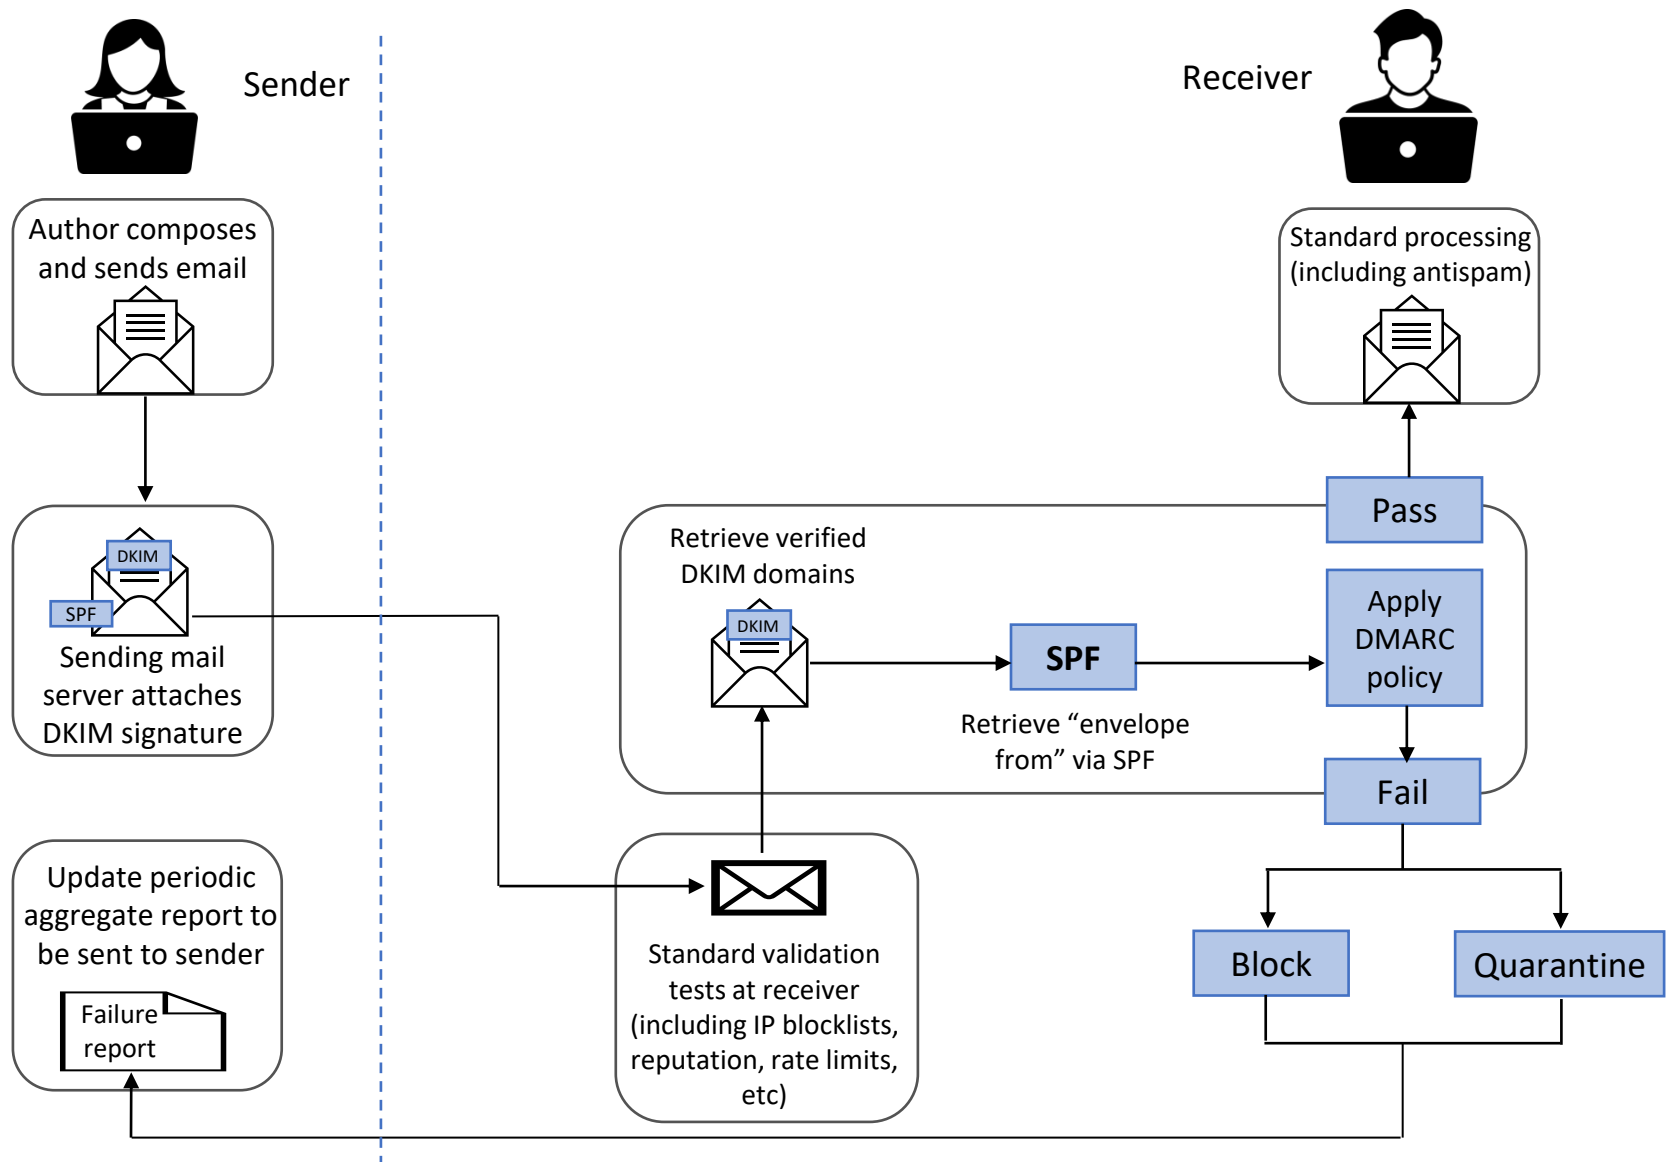 Sender
Receiver
Author composes
and sends email
Standard processing
(including antispam)
DKIM
SPF
Sending mail
server attaches
DKIM signature
Retrieve verified
DKIM domains
DKIM
SPF
Retrieve “envelope
from” via SPF
Pass
Apply
DMARC
policy
Fail
Block
Quarantine
Standard validation
tests at receiver
(including IP blocklists,
reputation, rate limits,
etc)
Update periodic
aggregate report to
be sent to sender
Failure
report